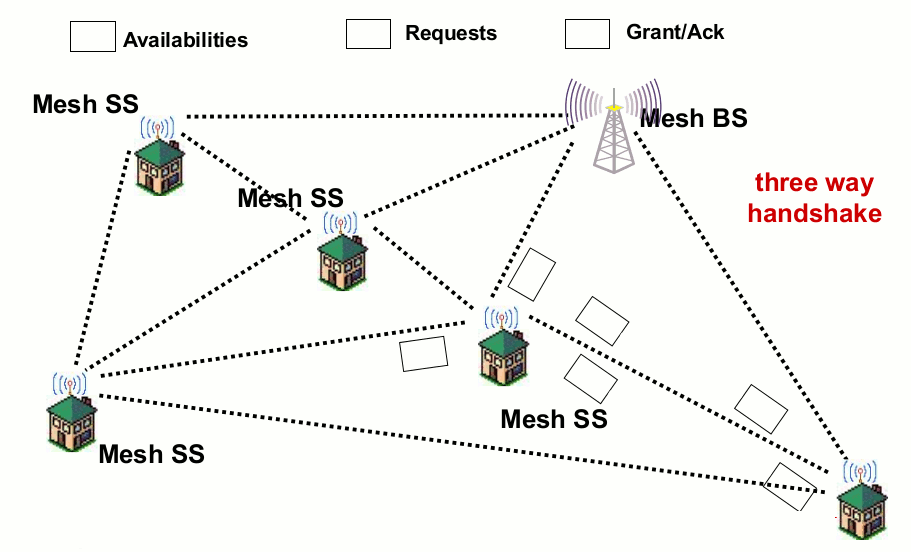 Availabilities
Requests
Grant/Ack
Mesh SS
Mesh BS
three way
handshake
Mesh SS
Mesh SS
Mesh SS